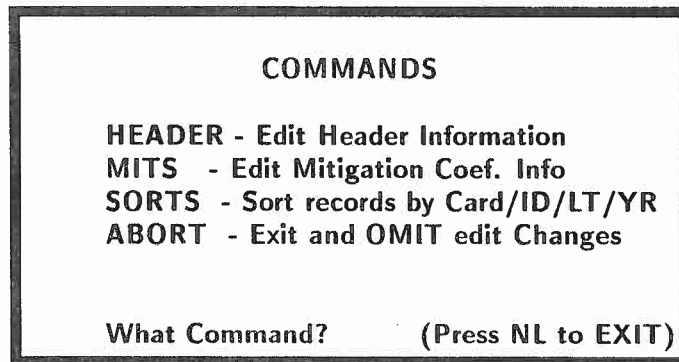 COMMANDS
HEADER - Edit Header Information
MITS - Edit Mitigation Coef. Info
SORTS - Sort records by Card/ID/LT/YR
ABORT - Exit and OMIT edit Changes
What Command? (Press NL to EXIT)